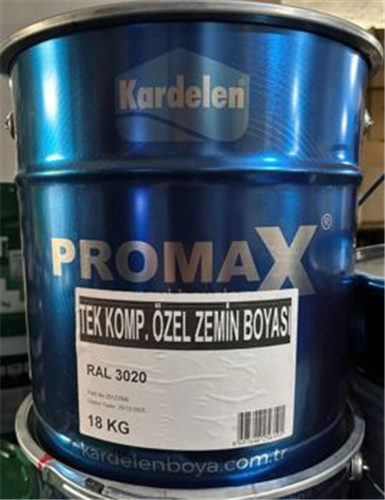 Kardelen
PROMAX®
TEK KOMP. ÖZEL ZEMİN BOYASI
RAL 3020
18 KG
kardelenboya.com.tr